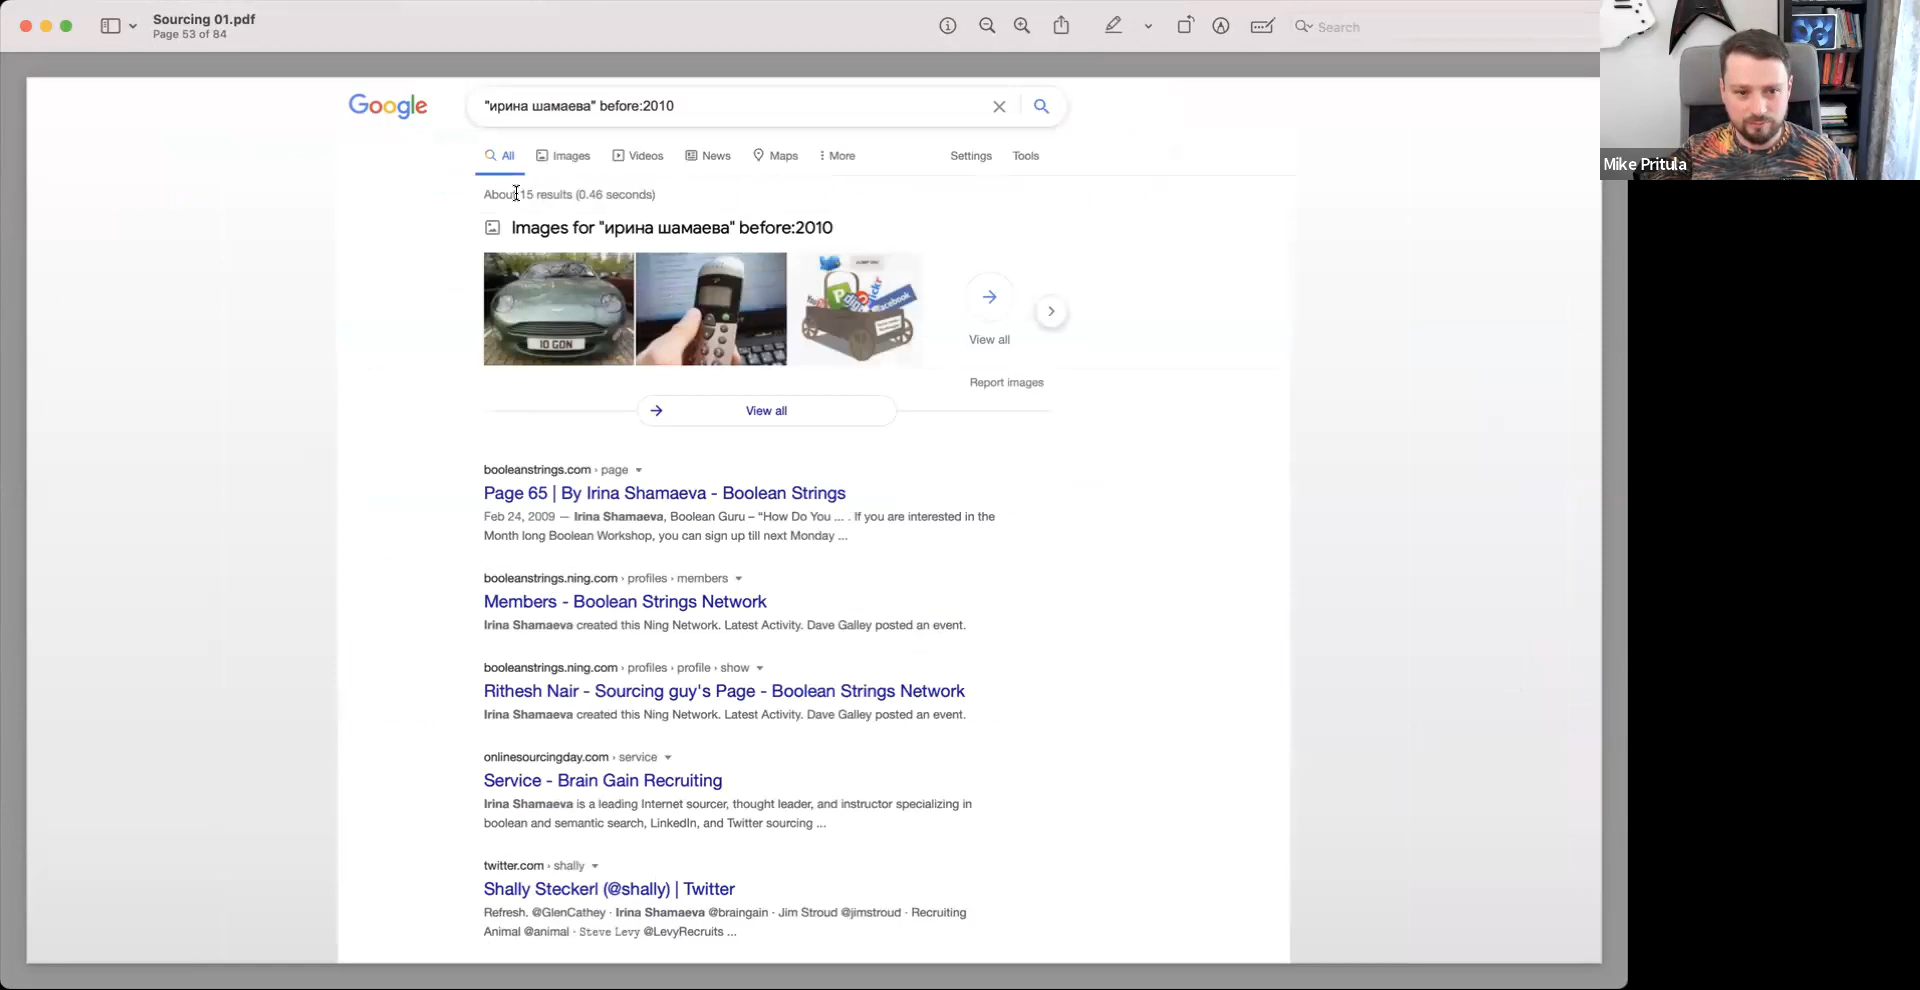 Sourcing 01.pdf
Page 53 of 84
Search
Mike Pritula
Google
"ирина шамаева" before:2010
All
Images
Videos
News
Maps
More
Settings
Tools
About 15 results (0.46 seconds)
Images for "ирина шамаева" before:2010
10 GON
facebook
View all
Report images
View all
booleanstrings.com › page
Page 65 | By Irina Shamaeva - Boolean Strings
Feb 24, 2009 — Irina Shamaeva, Boolean Guru – “How Do You ... . If you are interested in the
Month long Boolean Workshop, you can sign up till next Monday ...
booleanstrings.ning.com › profiles › members
Members - Boolean Strings Network
Irina Shamaeva created this Ning Network. Latest Activity. Dave Galley posted an event.
booleanstrings.ning.com › profiles › profile › show
Rithesh Nair - Sourcing guy's Page - Boolean Strings Network
Irina Shamaeva created this Ning Network. Latest Activity. Dave Galley posted an event.
onlinesourcingday.com › service
Service - Brain Gain Recruiting
Irina Shamaeva is a leading Internet sourcer, thought leader, and instructor specializing in
boolean and semantic search, LinkedIn, and Twitter sourcing ...
twitter.com › shally
Shally Steckerl (@shally) | Twitter
Refresh. @GlenCathey · Irina Shamaeva @braingain · Jim Stroud @jimstroud · Recruiting
Animal @animal · Steve Levy @LevyRecruits ...